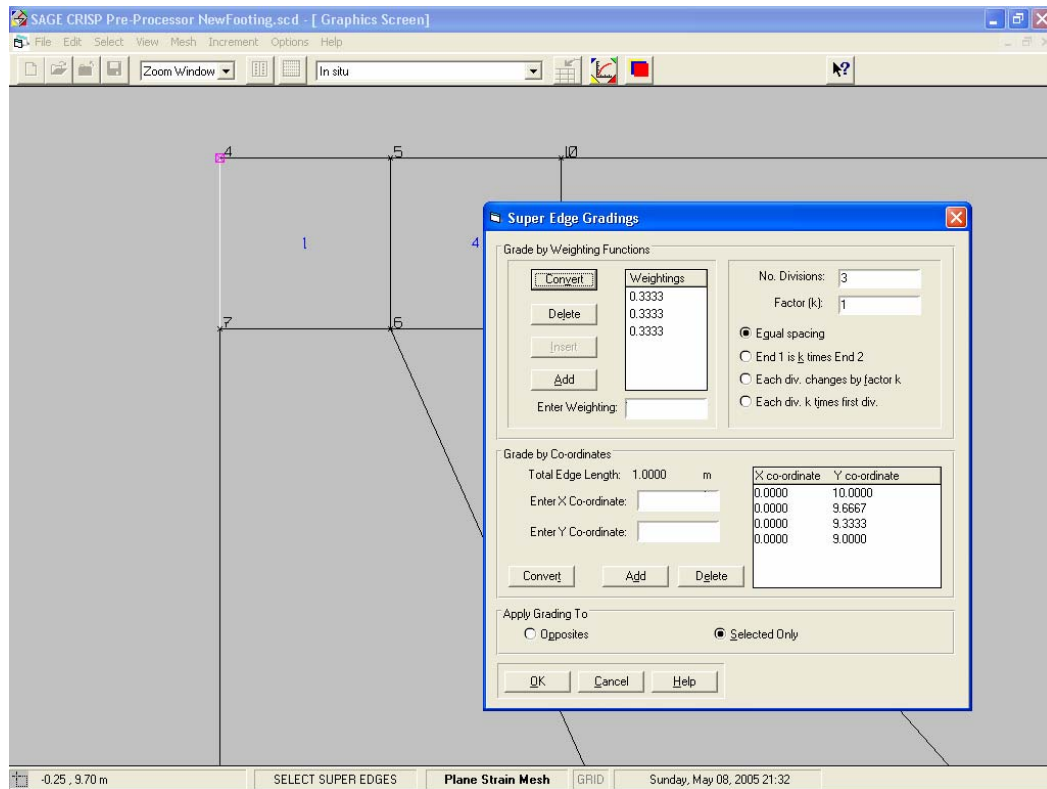 SAGE CRISP Pre-Processor NewFooting.scd - [ Graphics Screen]
File Edit Select View Mesh Increment Options Help
Zoom Window In situ
4 5 10
1 4
7 6
Super Edge Gradings
Grade by Weighting Functions
Convert
Delete
Insert
Add
Weightings
0.3333
0.3333
0.3333
Enter Weighting:
No. Divisions: 3
Factor (k): 1
Equal spacing
End 1 is k times End 2
Each div. changes by factor k
Each div. k times first div.
Grade by Co-ordinates
Total Edge Length: 1.0000 m
Enter X Co-ordinate:
Enter Y Co-ordinate:
Convert Add Delete
X co-ordinate Y co-ordinate
0.0000 10.0000
0.0000 9.6667
0.0000 9.3333
0.0000 9.0000
Apply Grading To
Opposites Selected Only
OK Cancel Help
-0.25 , 9.70 m SELECT SUPER EDGES Plane Strain Mesh GRID Sunday, May 08, 2005 21:32